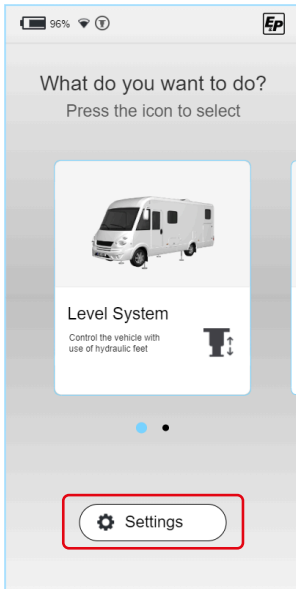 96%
EP
What do you want to do?
Press the icon to select
Level System
Control the vehicle with
use of hydraulic feet
Settings